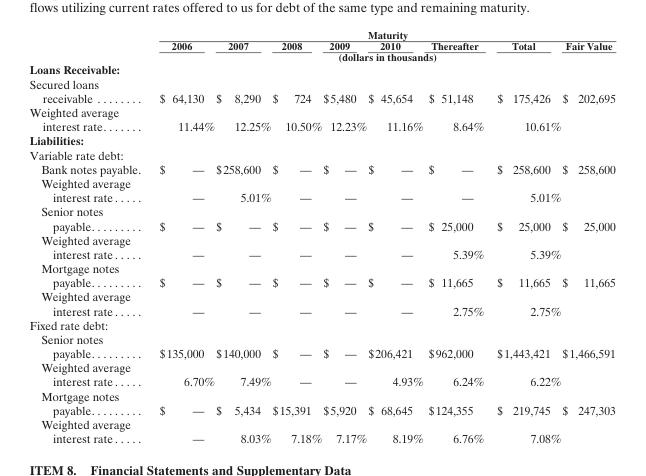 flows utilizing current rates offered to us for debt of the same type and remaining maturity.
Maturity
2006 2007 2008 2009 2010 Thereafter Total Fair Value
(dollars in thousands)
Loans Receivable:
Secured loans
receivable ........ $ 64,130 $ 8,290 $ 724 $5,480 $ 45,654 $ 51,148 $ 175,426 $ 202,695
Weighted average
interest rate....... 11.44% 12.25% 10.50% 12.23% 11.16% 8.64% 10.61%
Liabilities:
Variable rate debt:
Bank notes payable. $ — $258,600 $ — $ — $ — $ — $ 258,600 $ 258,600
Weighted average
interest rate..... — 5.01% — — — — 5.01%
Senior notes
payable......... $ — $ — $ — $ — $ — $ 25,000 $ 25,000 $ 25,000
Weighted average
interest rate..... — — — — — 5.39% 5.39%
Mortgage notes
payable......... $ — $ — $ — $ — $ — $ 11,665 $ 11,665 $ 11,665
Weighted average
interest rate..... — — — — — 2.75% 2.75%
Fixed rate debt:
Senior notes
payable......... $135,000 $140,000 $ — $ — $206,421 $962,000 $1,443,421 $1,466,591
Weighted average
interest rate..... 6.70% 7.49% — — 4.93% 6.24% 6.22%
Mortgage notes
payable......... $ — $ 5,434 $15,391 $5,920 $ 68,645 $124,355 $ 219,745 $ 247,303
Weighted average
interest rate..... — 8.03% 7.18% 7.17% 8.19% 6.76% 7.08%
ITEM 8. Financial Statements and Supplementary Data